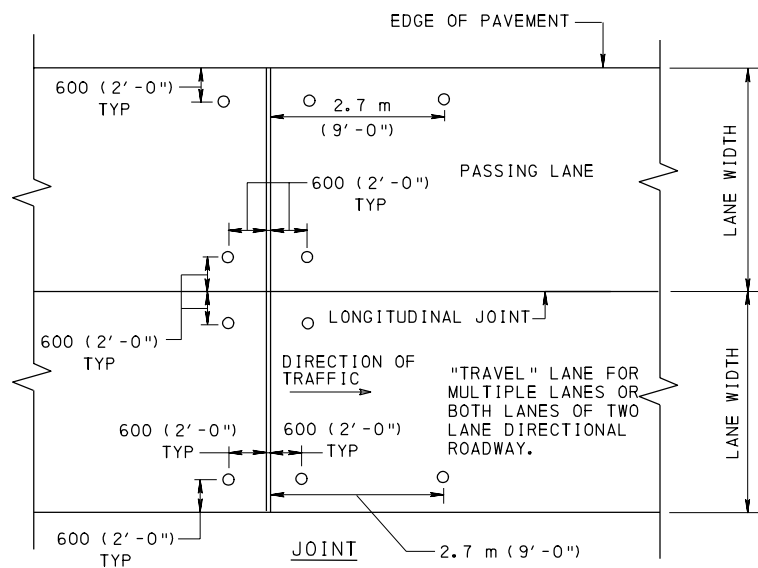 EDGE OF PAVEMENT
600 (2'-0")
TYP
2.7 m
(9'-0")
PASSING LANE
LANE WIDTH
600 (2'-0")
TYP
LONGITUDINAL JOINT
600 (2'-0")
TYP
DIRECTION OF
TRAFFIC
"TRAVEL" LANE FOR
MULTIPLE LANES OR
BOTH LANES OF TWO
LANE DIRECTIONAL
ROADWAY.
LANE WIDTH
600 (2'-0")
TYP
600 (2'-0")
TYP
600 (2'-0")
TYP
JOINT
2.7 m (9'-0")